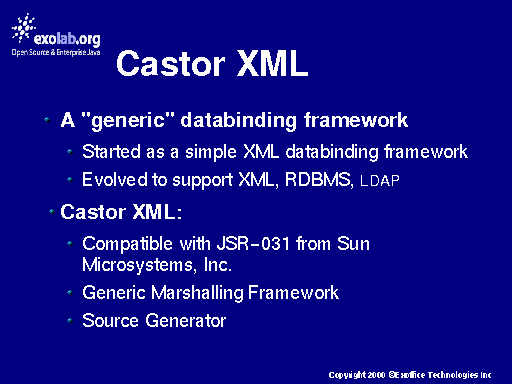 exolab.org
Open Source & Enterprise Java
Castor XML
A "generic" databinding framework
Started as a simple XML databinding framework
Evolved to support XML, RDBMS, LDAP
Castor XML:
Compatible with JSR-031 from Sun
Microsystems, Inc.
Generic Marshalling Framework
Source Generator
Copyright 2000 ©Exoffice Technologies Inc